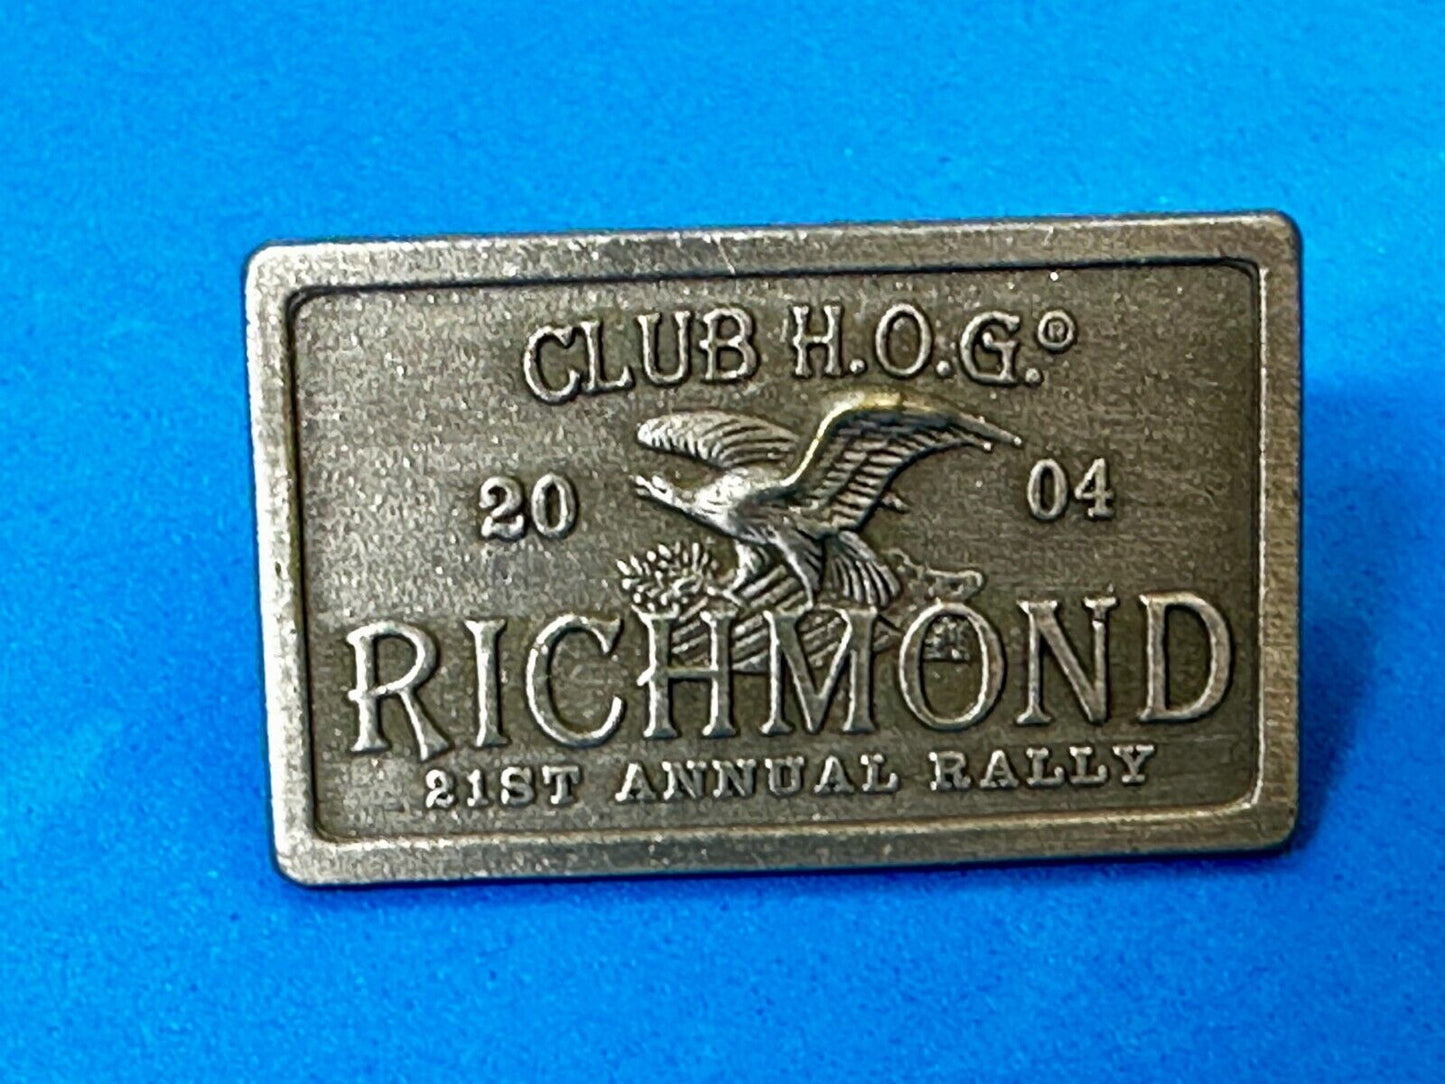 CLUB H.O.G.®
20 04
RICHMOND
21ST ANNUAL RALLY